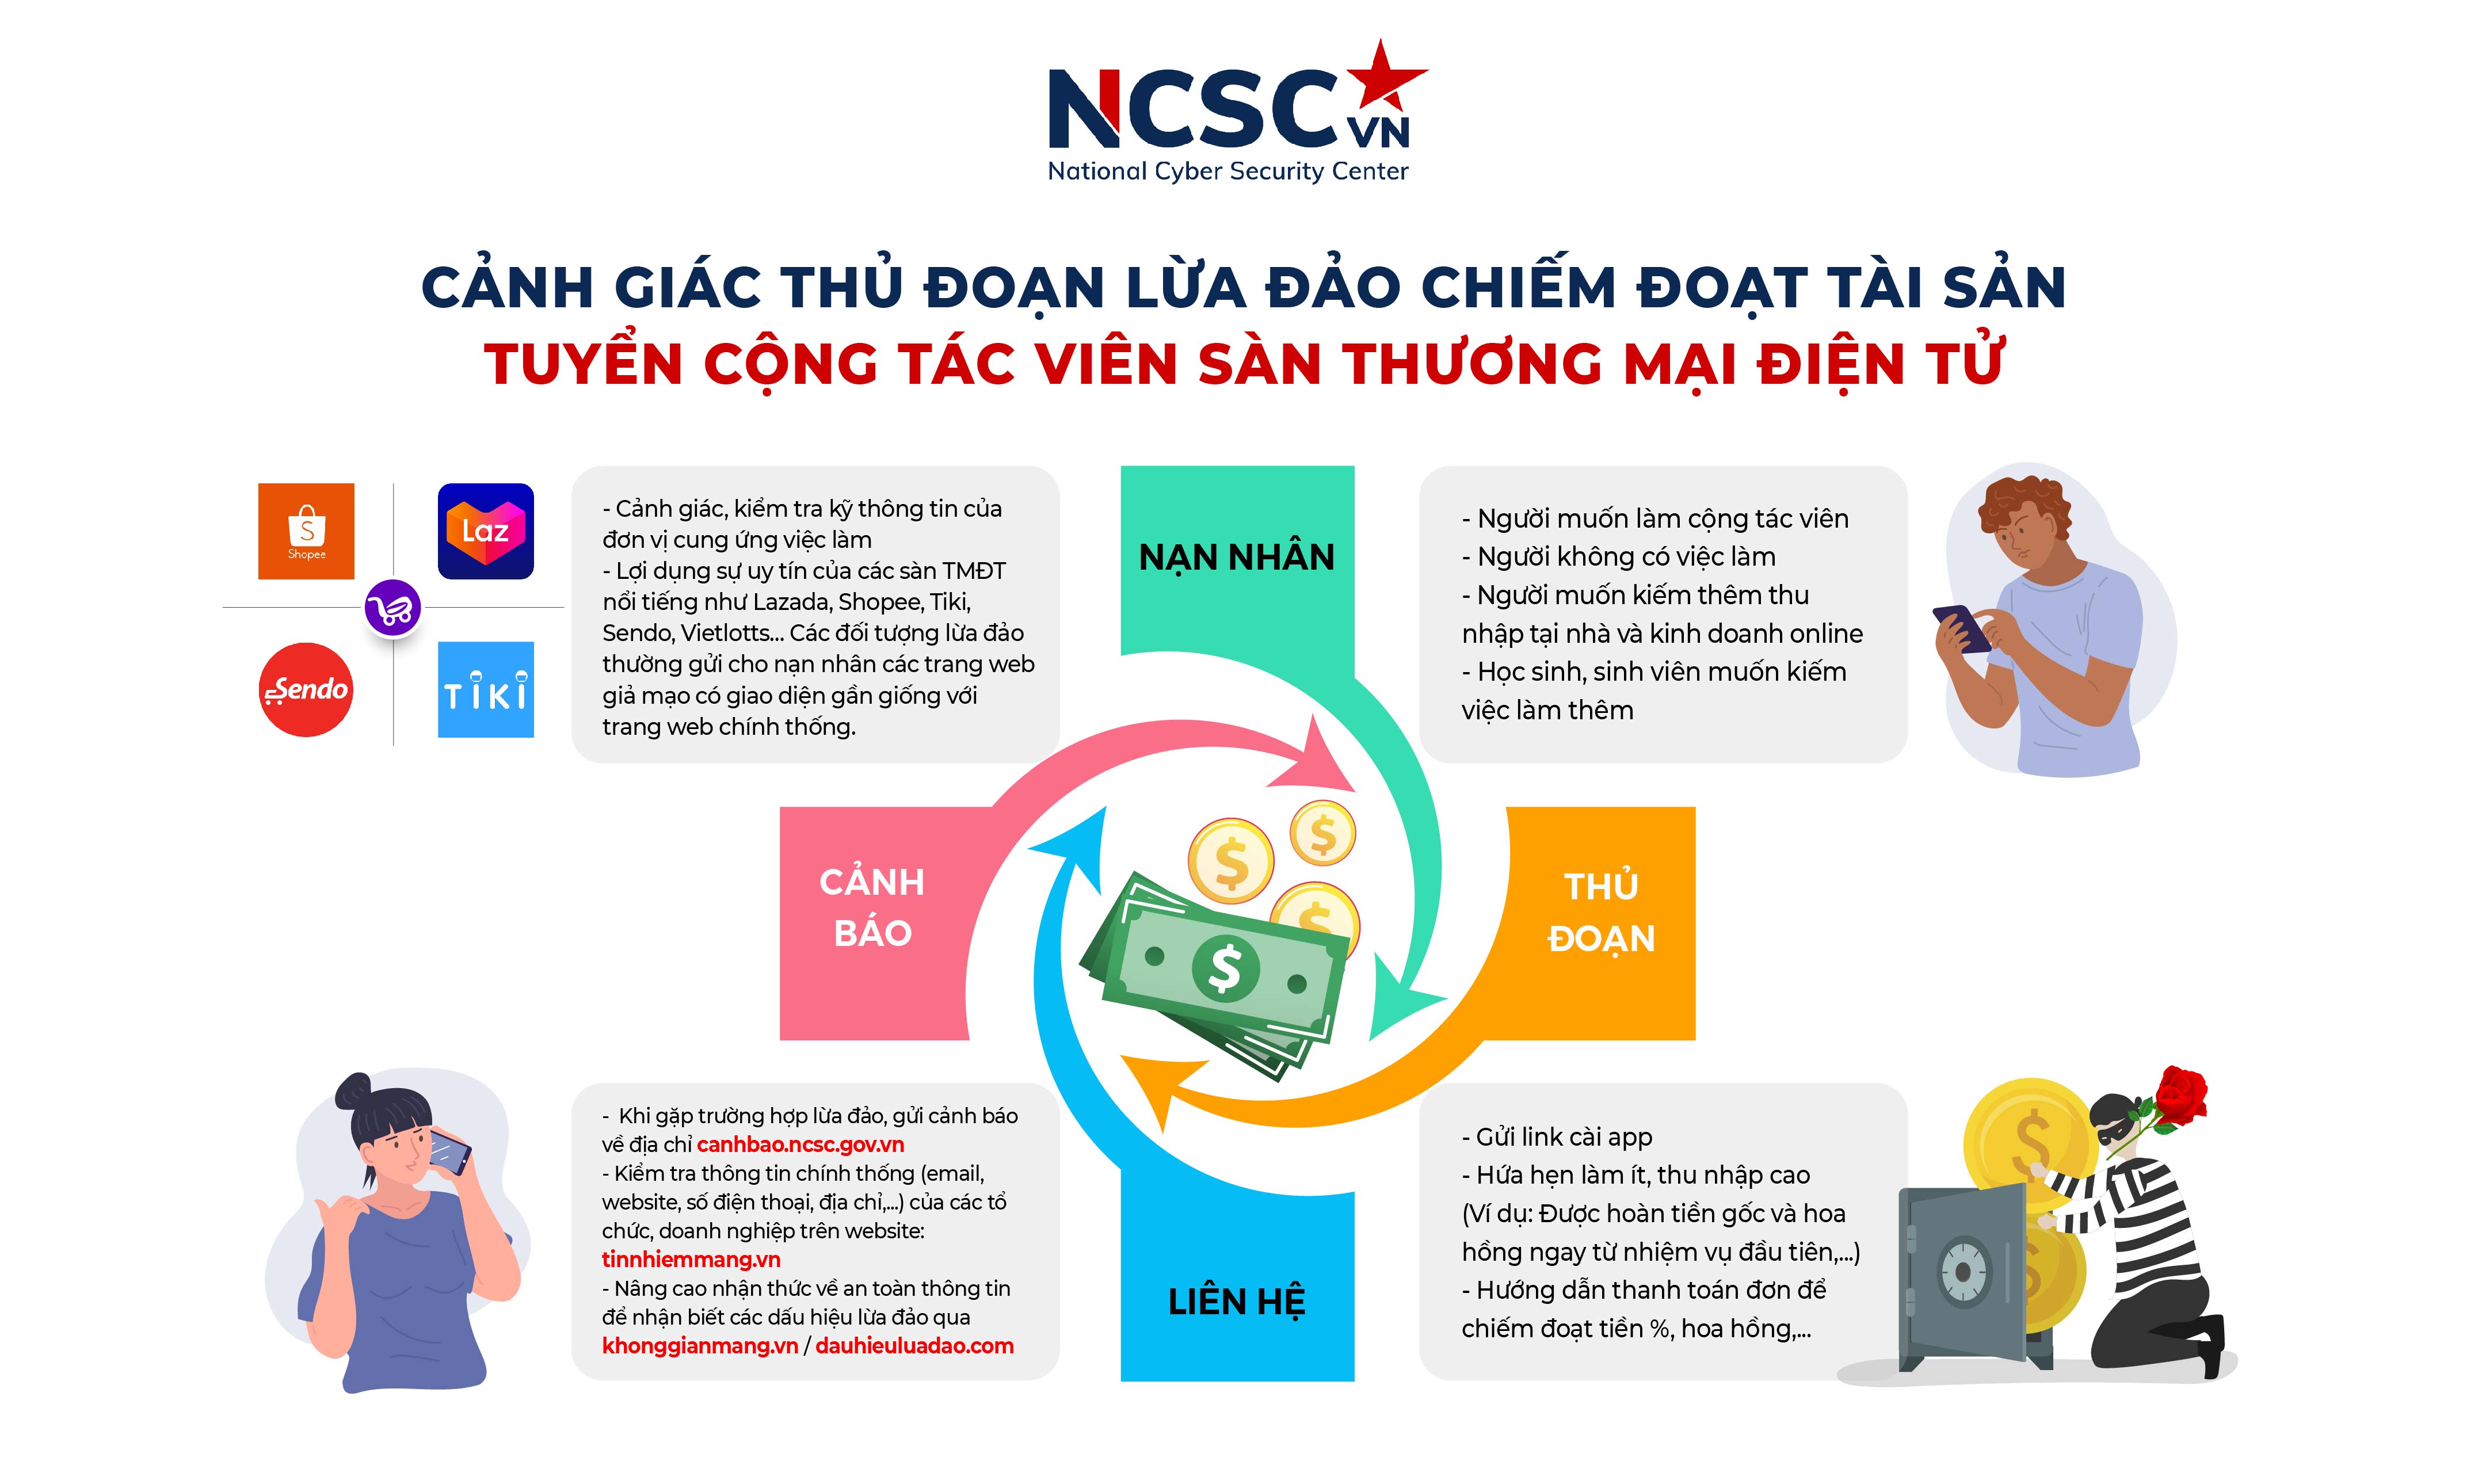 NCSC VN
National Cyber Security Center
CẢNH GIÁC THỦ ĐOẠN LỪA ĐẢO CHIẾM ĐOẠT TÀI SẢN
TUYỂN CỘNG TÁC VIÊN SÀN THƯƠNG MẠI ĐIỆN TỬ
S
Shopee
Laz
Sendo
TIKI
- Cảnh giác, kiểm tra kỹ thông tin của
đơn vị cung ứng việc làm
- Lợi dụng sự uy tín của các sàn TMĐT
nổi tiếng như Lazada, Shopee, Tiki,
Sendo, Vietlotts... Các đối tượng lừa đảo
thường gửi cho nạn nhân các trang web
giả mạo có giao diện gần giống với
trang web chính thống.
NẠN NHÂN
- Người muốn làm cộng tác viên
- Người không có việc làm
- Người muốn kiếm thêm thu
nhập tại nhà và kinh doanh online
- Học sinh, sinh viên muốn kiếm
việc làm thêm
CẢNH
BÁO
$
$
$
$
THỦ
ĐOẠN
- Khi gặp trường hợp lừa đảo, gửi cảnh báo
về địa chỉ canhbao.ncsc.gov.vn
- Kiểm tra thông tin chính thống (email,
website, số điện thoại, địa chỉ,...) của các tổ
chức, doanh nghiệp trên website:
tinnhiemmang.vn
- Nâng cao nhận thức về an toàn thông tin
để nhận biết các dấu hiệu lừa đảo qua
khonggianmang.vn / dauhieuluadao.com
LIÊN HỆ
- Gửi link cài app
- Hứa hẹn làm ít, thu nhập cao
(Ví dụ: Được hoàn tiền gốc và hoa
hồng ngay từ nhiệm vụ đầu tiên,...)
- Hướng dẫn thanh toán đơn để
chiếm đoạt tiền %, hoa hồng,...
$
$